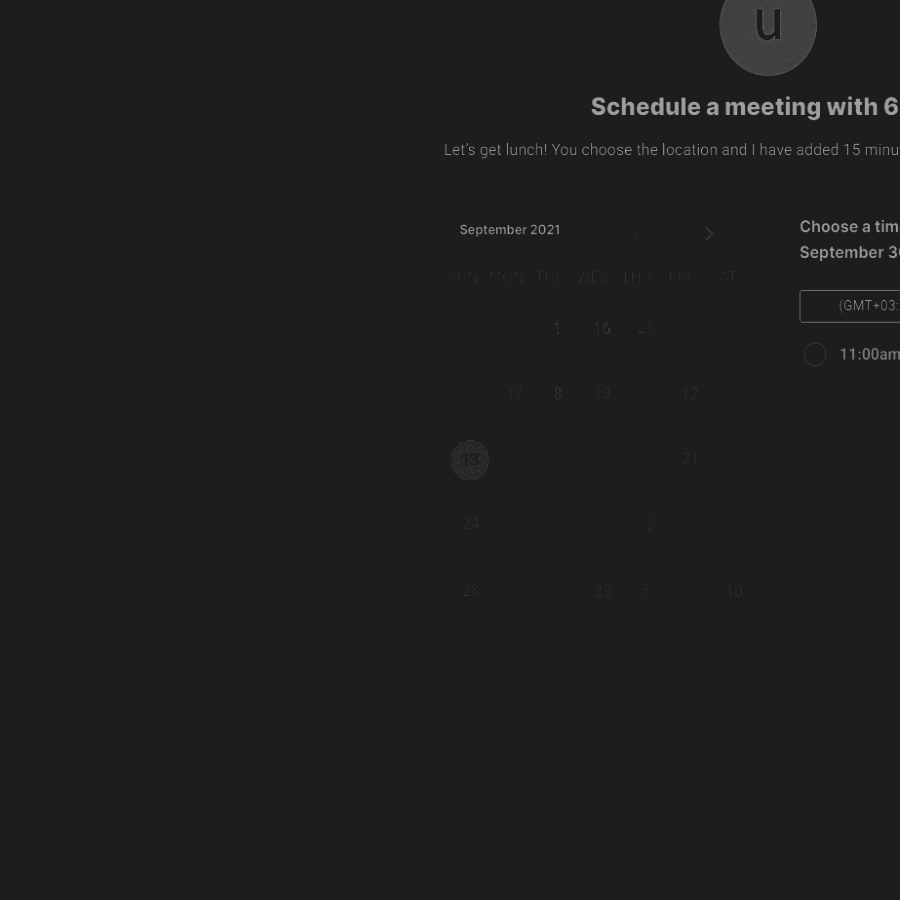 u
Schedule a meeting with 6
Let's get lunch! You choose the location and I have added 15 minu
September 2021
Choose a tim
September 3
SUN MON TUE WED THU FRI SAT
(GMT+03:
1 16
11:00am
17 8 19 12
13 21
24 12
28 29 10